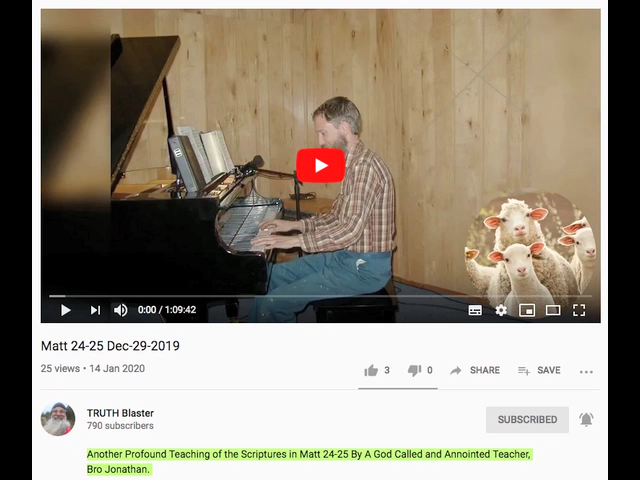 0:00 / 1:09:42
Matt 24-25 Dec-29-2019
25 views • 14 Jan 2020
3
0
SHARE
SAVE
TRUTH Blaster
790 subscribers
SUBSCRIBED
Another Profound Teaching of the Scriptures in Matt 24-25 By A God Called and Annointed Teacher,
Bro Jonathan.